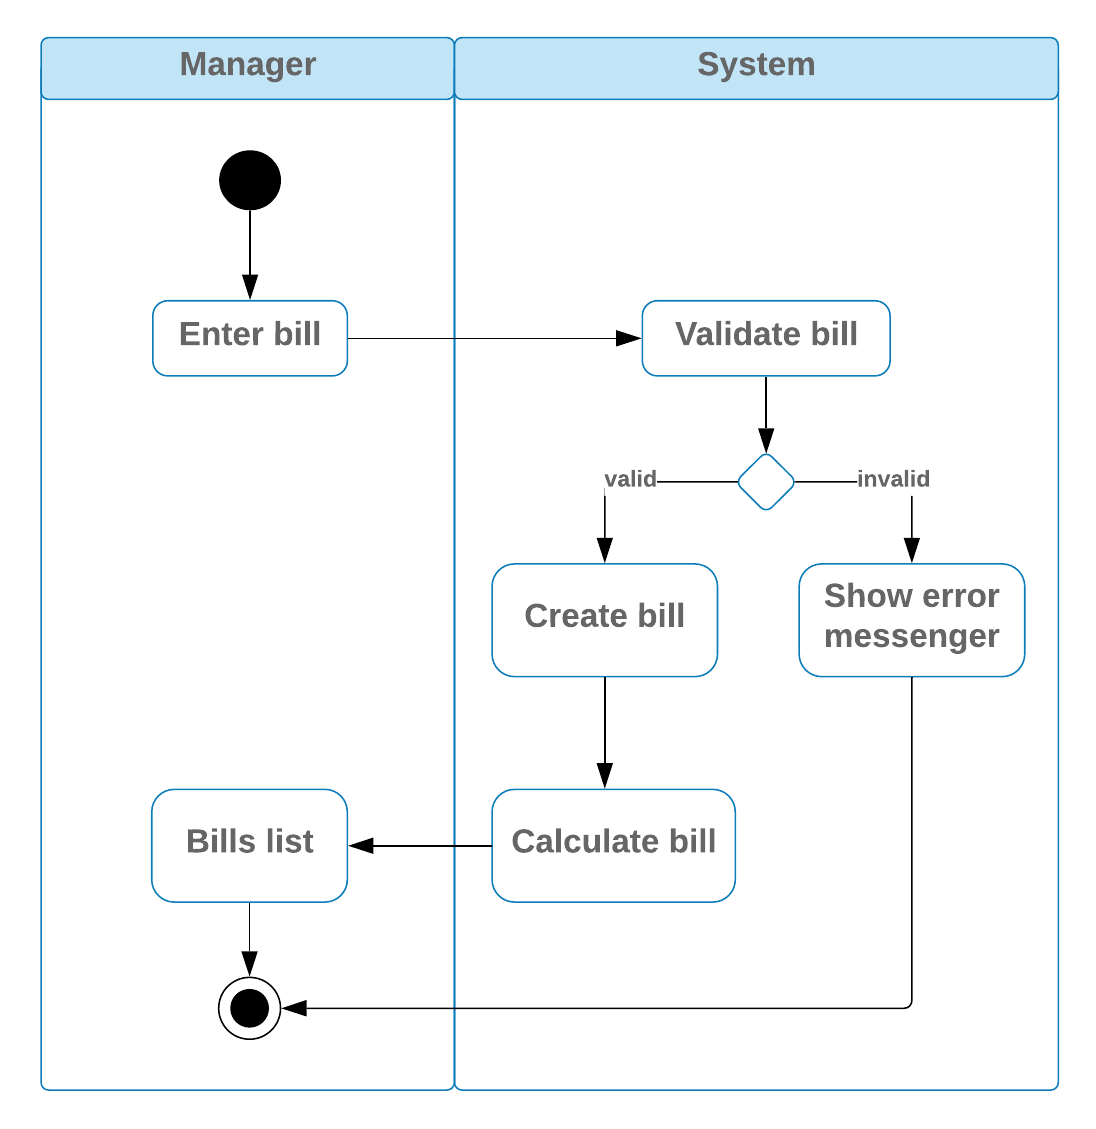 Manager
System
Enter bill
Validate bill
valid
invalid
Create bill
Show error
messenger
Bills list
Calculate bill